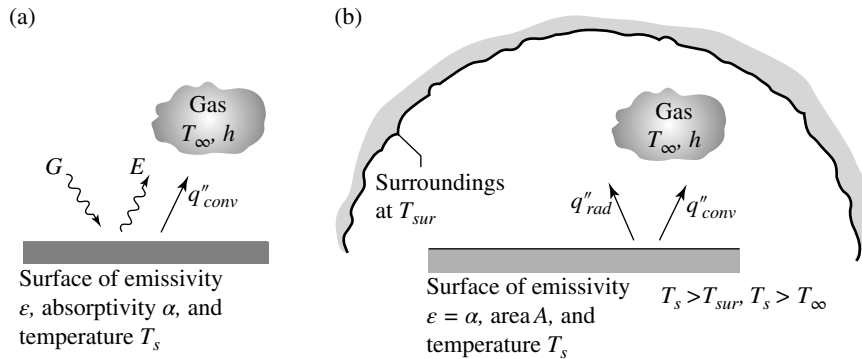 (a)
Gas
T∞, h
G
E
q″conv
Surface of emissivity
ε, absorptivity α, and
temperature Ts
(b)
Gas
T∞, h
Surroundings
at Tsur
q″rad
q″conv
Surface of emissivity
ε = α, area A, and
temperature Ts
Ts > Tsur, Ts > T∞